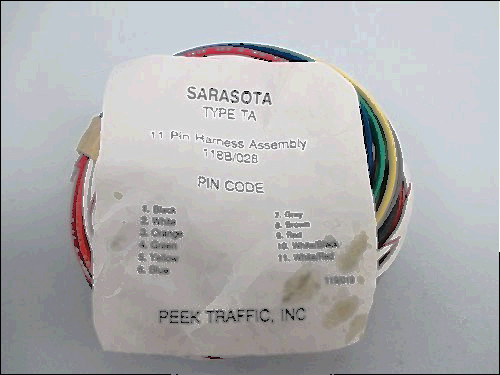 SARASOTA
TYPE TA
11 Pin Harness Assembly
118B/02B
PIN CODE
1. Black
2. White
3. Orange
4. Green
5. Yellow
6. Blue
7. Gray
8. Brown
9. Red
10. White/Black
11. White/Red
PEEK TRAFFIC, INC